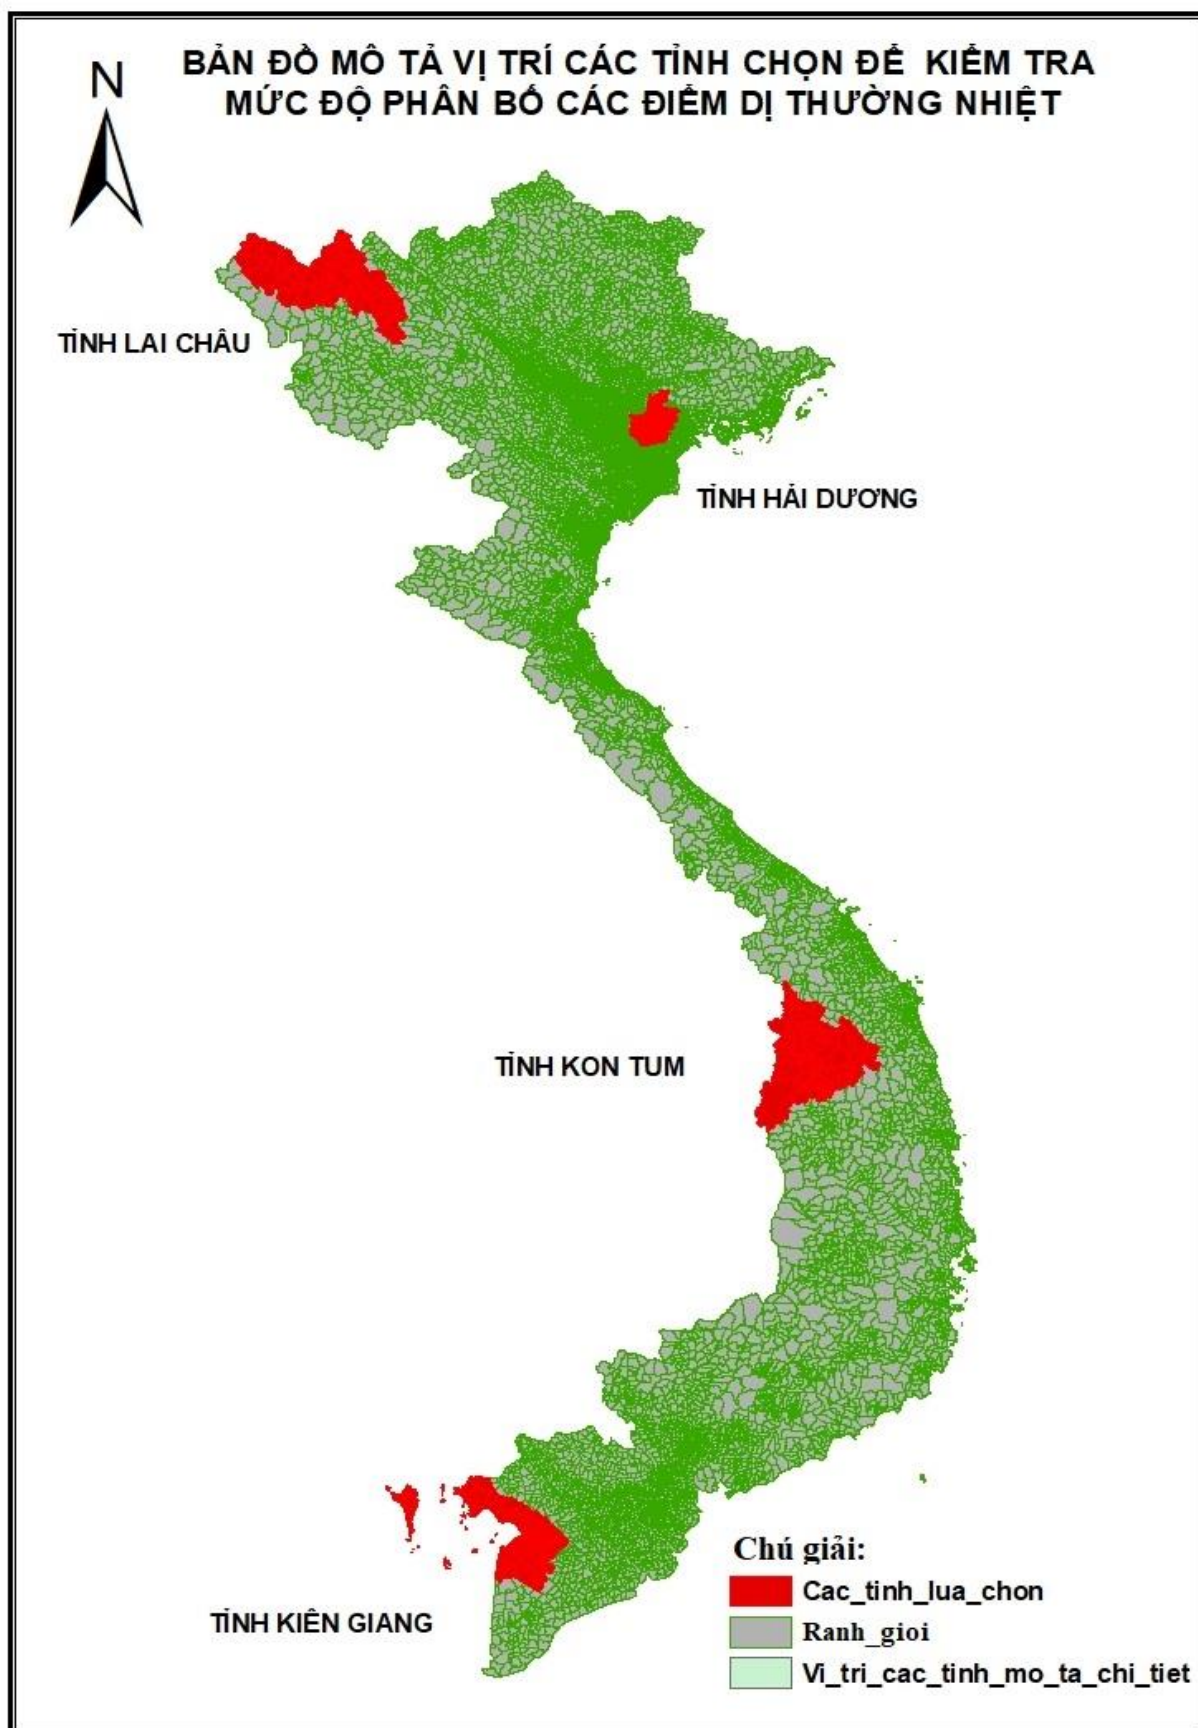 BẢN ĐỒ MÔ TẢ VỊ TRÍ CÁC TỈNH CHỌN ĐỂ KIỂM TRA
MỨC ĐỘ PHÂN BỐ CÁC ĐIỂM DỊ THƯỜNG NHIỆT
N
TỈNH LAI CHÂU
TỈNH HẢI DƯƠNG
TỈNH KON TUM
TỈNH KIÊN GIANG
Chú giải:
Cac_tinh_lua_chon
Ranh_gioi
Vi_tri_cac_tinh_mo_ta_chi_tiet